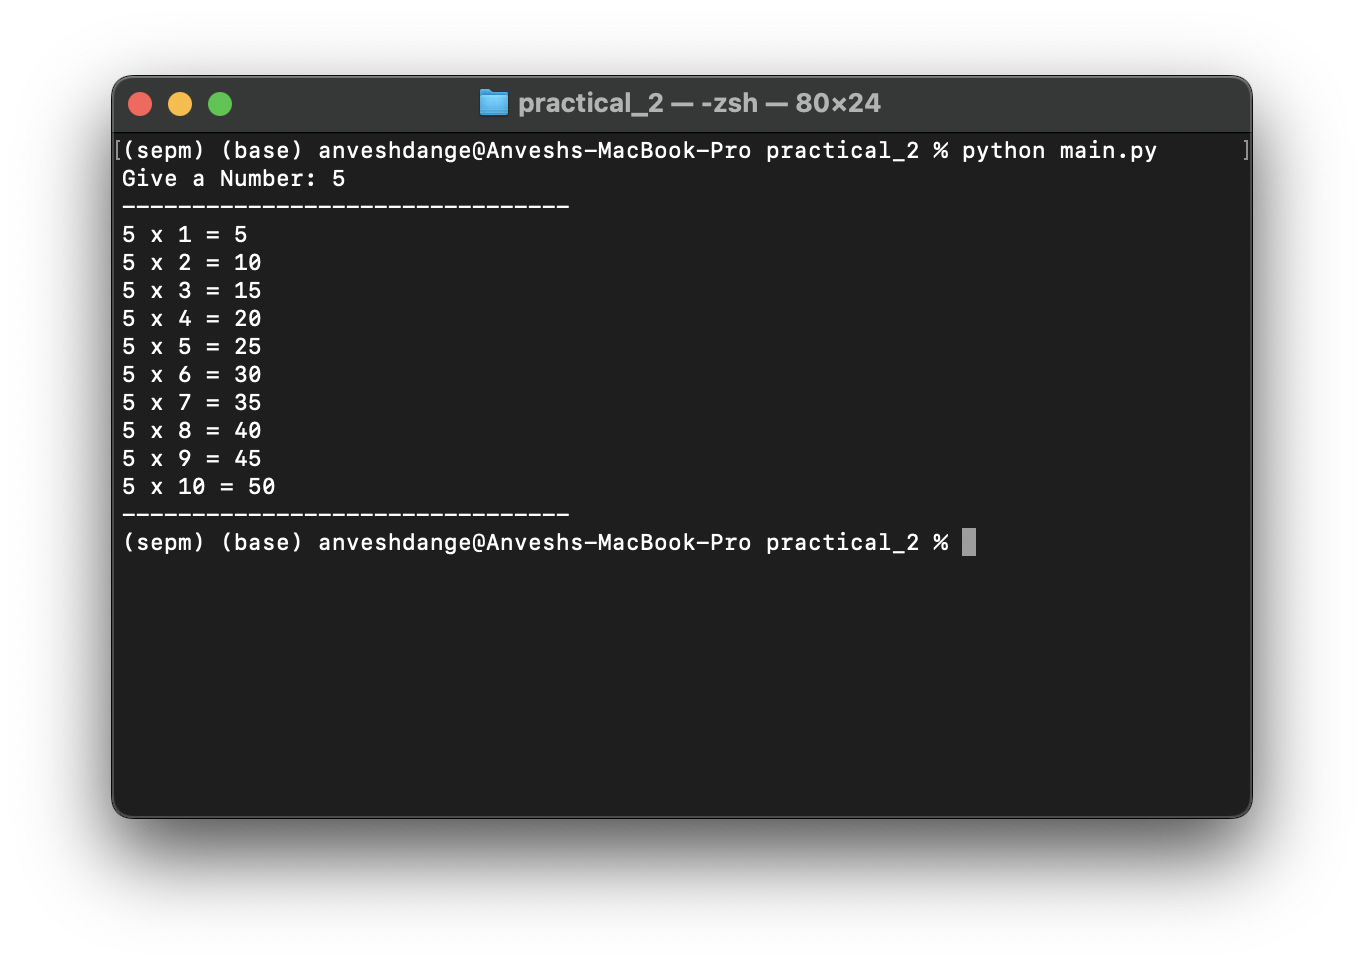 practical_2 — -zsh — 80×24
[(sepm) (base) anveshdange@Anveshs-MacBook-Pro practical_2 % python main.py ]
Give a Number: 5
--------------------------------
5 x 1 = 5
5 x 2 = 10
5 x 3 = 15
5 x 4 = 20
5 x 5 = 25
5 x 6 = 30
5 x 7 = 35
5 x 8 = 40
5 x 9 = 45
5 x 10 = 50
--------------------------------
(sepm) (base) anveshdange@Anveshs-MacBook-Pro practical_2 %